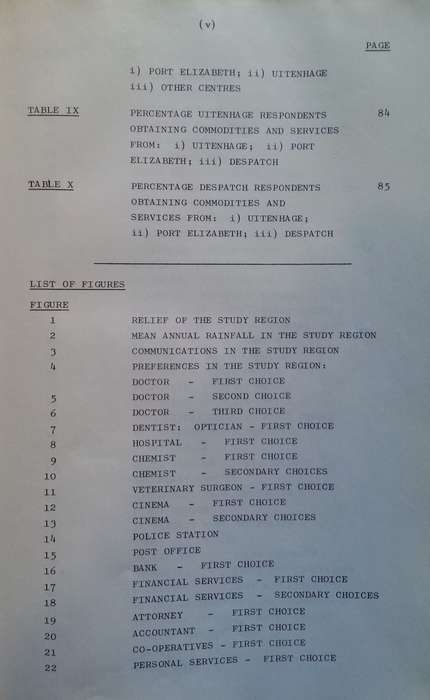 (v)
PAGE
i) PORT ELIZABETH; ii) UITENHAGE
iii) OTHER CENTRES
TABLE IX PERCENTAGE UITENHAGE RESPONDENTS 84
OBTAINING COMMODITIES AND SERVICES
FROM: i) UITENHAGE; ii) PORT
ELIZABETH; iii) DESPATCH
TABLE X PERCENTAGE DESPATCH RESPONDENTS 85
OBTAINING COMMODITIES AND
SERVICES FROM: i) UITENHAGE;
ii) PORT ELIZABETH; iii) DESPATCH
LIST OF FIGURES
FIGURE
1 RELIEF OF THE STUDY REGION
2 MEAN ANNUAL RAINFALL IN THE STUDY REGION
3 COMMUNICATIONS IN THE STUDY REGION
4 PREFERENCES IN THE STUDY REGION:
DOCTOR - FIRST CHOICE
5 DOCTOR - SECOND CHOICE
6 DOCTOR - THIRD CHOICE
7 DENTIST: OPTICIAN - FIRST CHOICE
8 HOSPITAL - FIRST CHOICE
9 CHEMIST - FIRST CHOICE
10 CHEMIST - SECONDARY CHOICES
11 VETERINARY SURGEON - FIRST CHOICE
12 CINEMA - FIRST CHOICE
13 CINEMA - SECONDARY CHOICES
14 POLICE STATION
15 POST OFFICE
16 BANK - FIRST CHOICE
17 FINANCIAL SERVICES - FIRST CHOICE
18 FINANCIAL SERVICES - SECONDARY CHOICES
19 ATTORNEY - FIRST CHOICE
20 ACCOUNTANT - FIRST CHOICE
21 CO-OPERATIVES - FIRST CHOICE
22 PERSONAL SERVICES - FIRST CHOICE